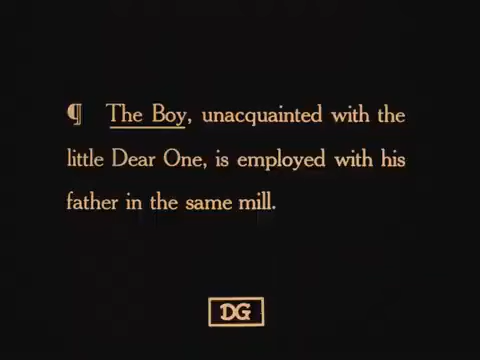 ¶ The Boy, unacquainted with the
little Dear One, is employed with his
father in the same mill.
DG